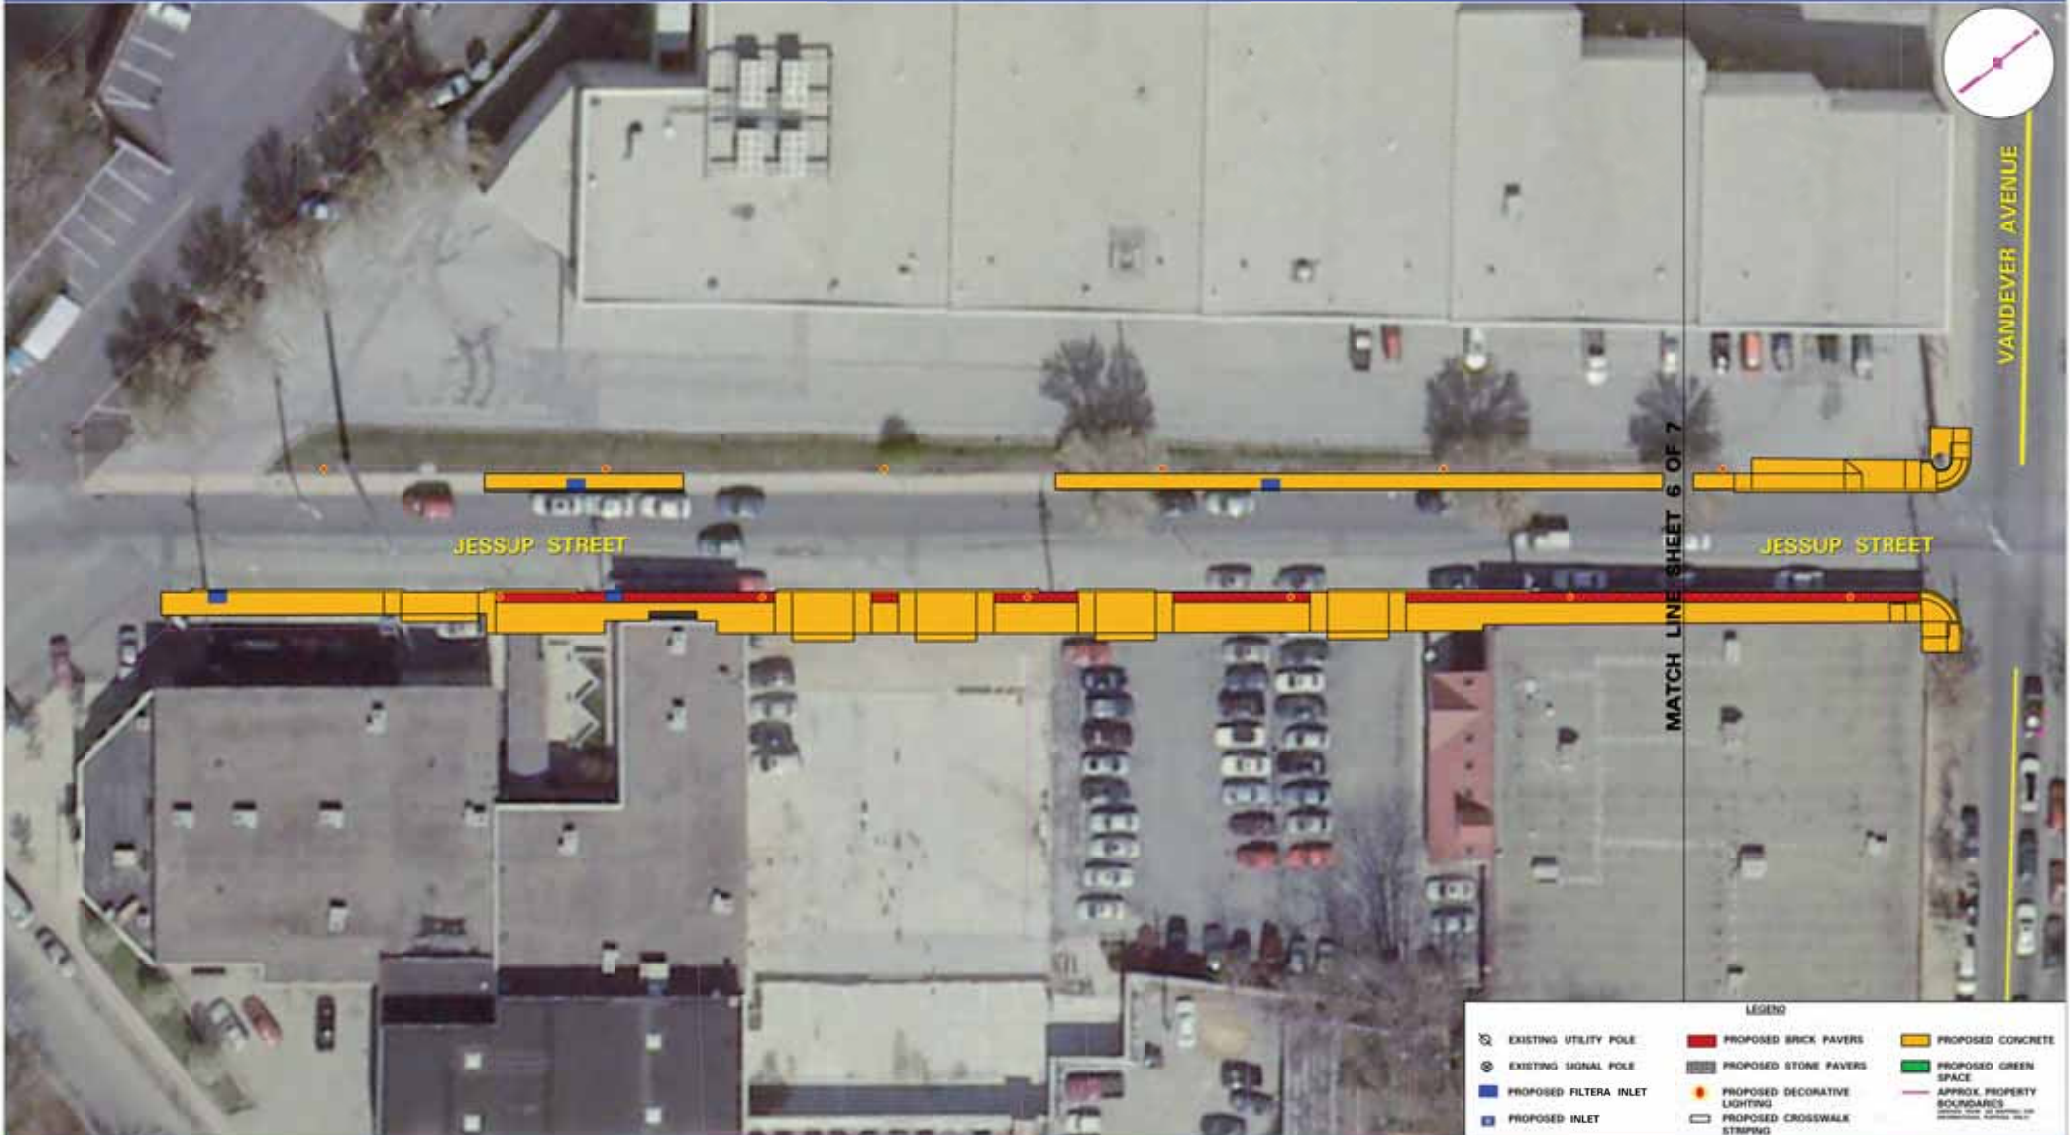 VANDEVER AVENUE
JESSUP STREET
JESSUP STREET
MATCH LINE SHEET 6 OF 7
LEGEND
EXISTING UTILITY POLE
EXISTING SIGNAL POLE
PROPOSED FILTERA INLET
PROPOSED INLET
PROPOSED BRICK PAVERS
PROPOSED STONE PAVERS
PROPOSED DECORATIVE
LIGHTING
PROPOSED CROSSWALK
STRIPING
PROPOSED CONCRETE
PROPOSED GREEN
SPACE
APPROX. PROPERTY
BOUNDARIES